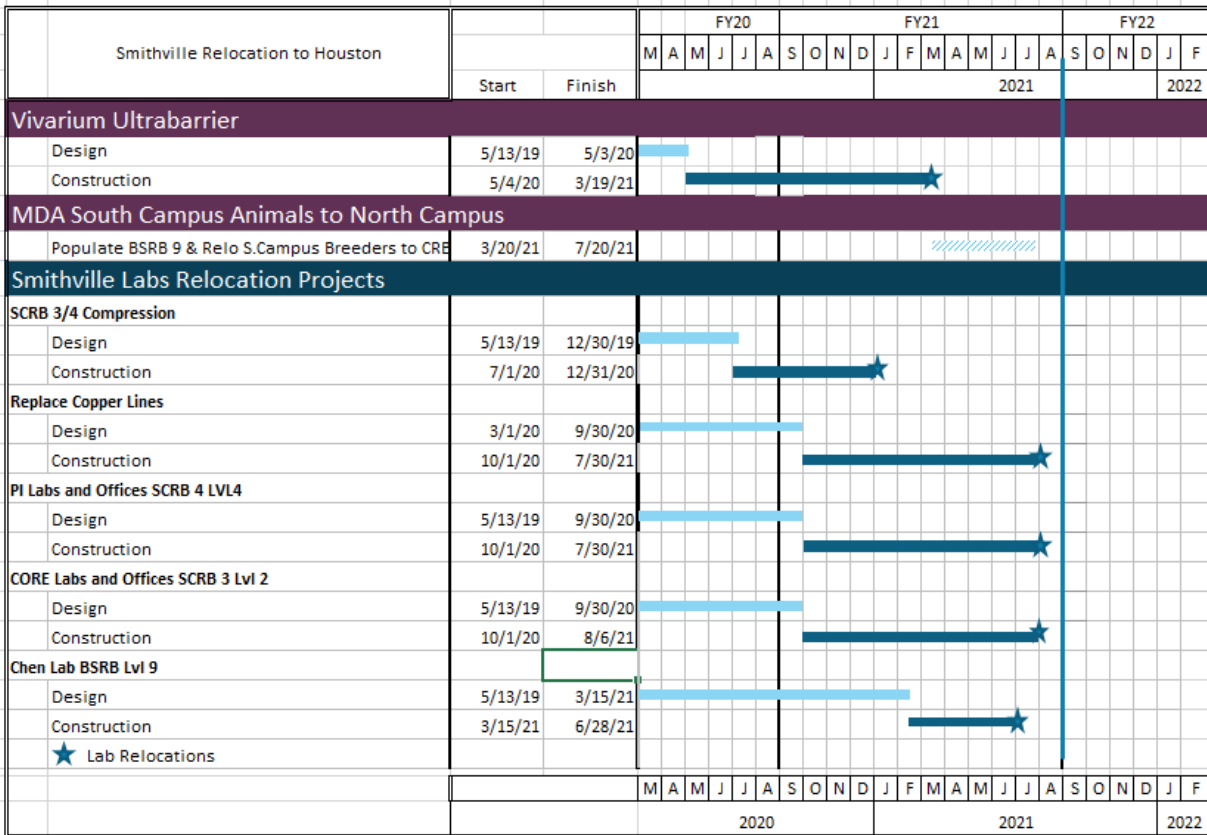 FY20 FY21 FY22
Smithville Relocation to Houston
M A M J J A S O N D J F M A M J J A S O N D J F
Start Finish 2021 2022
Vivarium Ultrabarrier
Design 5/13/19 5/3/20
Construction 5/4/20 3/19/21
MDA South Campus Animals to North Campus
Populate BSRB 9 & Relo S.Campus Breeders to CRB 3/20/21 7/20/21
Smithville Labs Relocation Projects
SCRB 3/4 Compression
Design 5/13/19 12/30/19
Construction 7/1/20 12/31/20
Replace Copper Lines
Design 3/1/20 9/30/20
Construction 10/1/20 7/30/21
PI Labs and Offices SCRB 4 LVL4
Design 5/13/19 9/30/20
Construction 10/1/20 7/30/21
CORE Labs and Offices SCRB 3 Lvl 2
Design 5/13/19 9/30/20
Construction 10/1/20 8/6/21
Chen Lab BSRB Lvl 9
Design 5/13/19 3/15/21
Construction 3/15/21 6/28/21
Lab Relocations
M A M J J A S O N D J F M A M J J A S O N D J F
2020 2021 2022